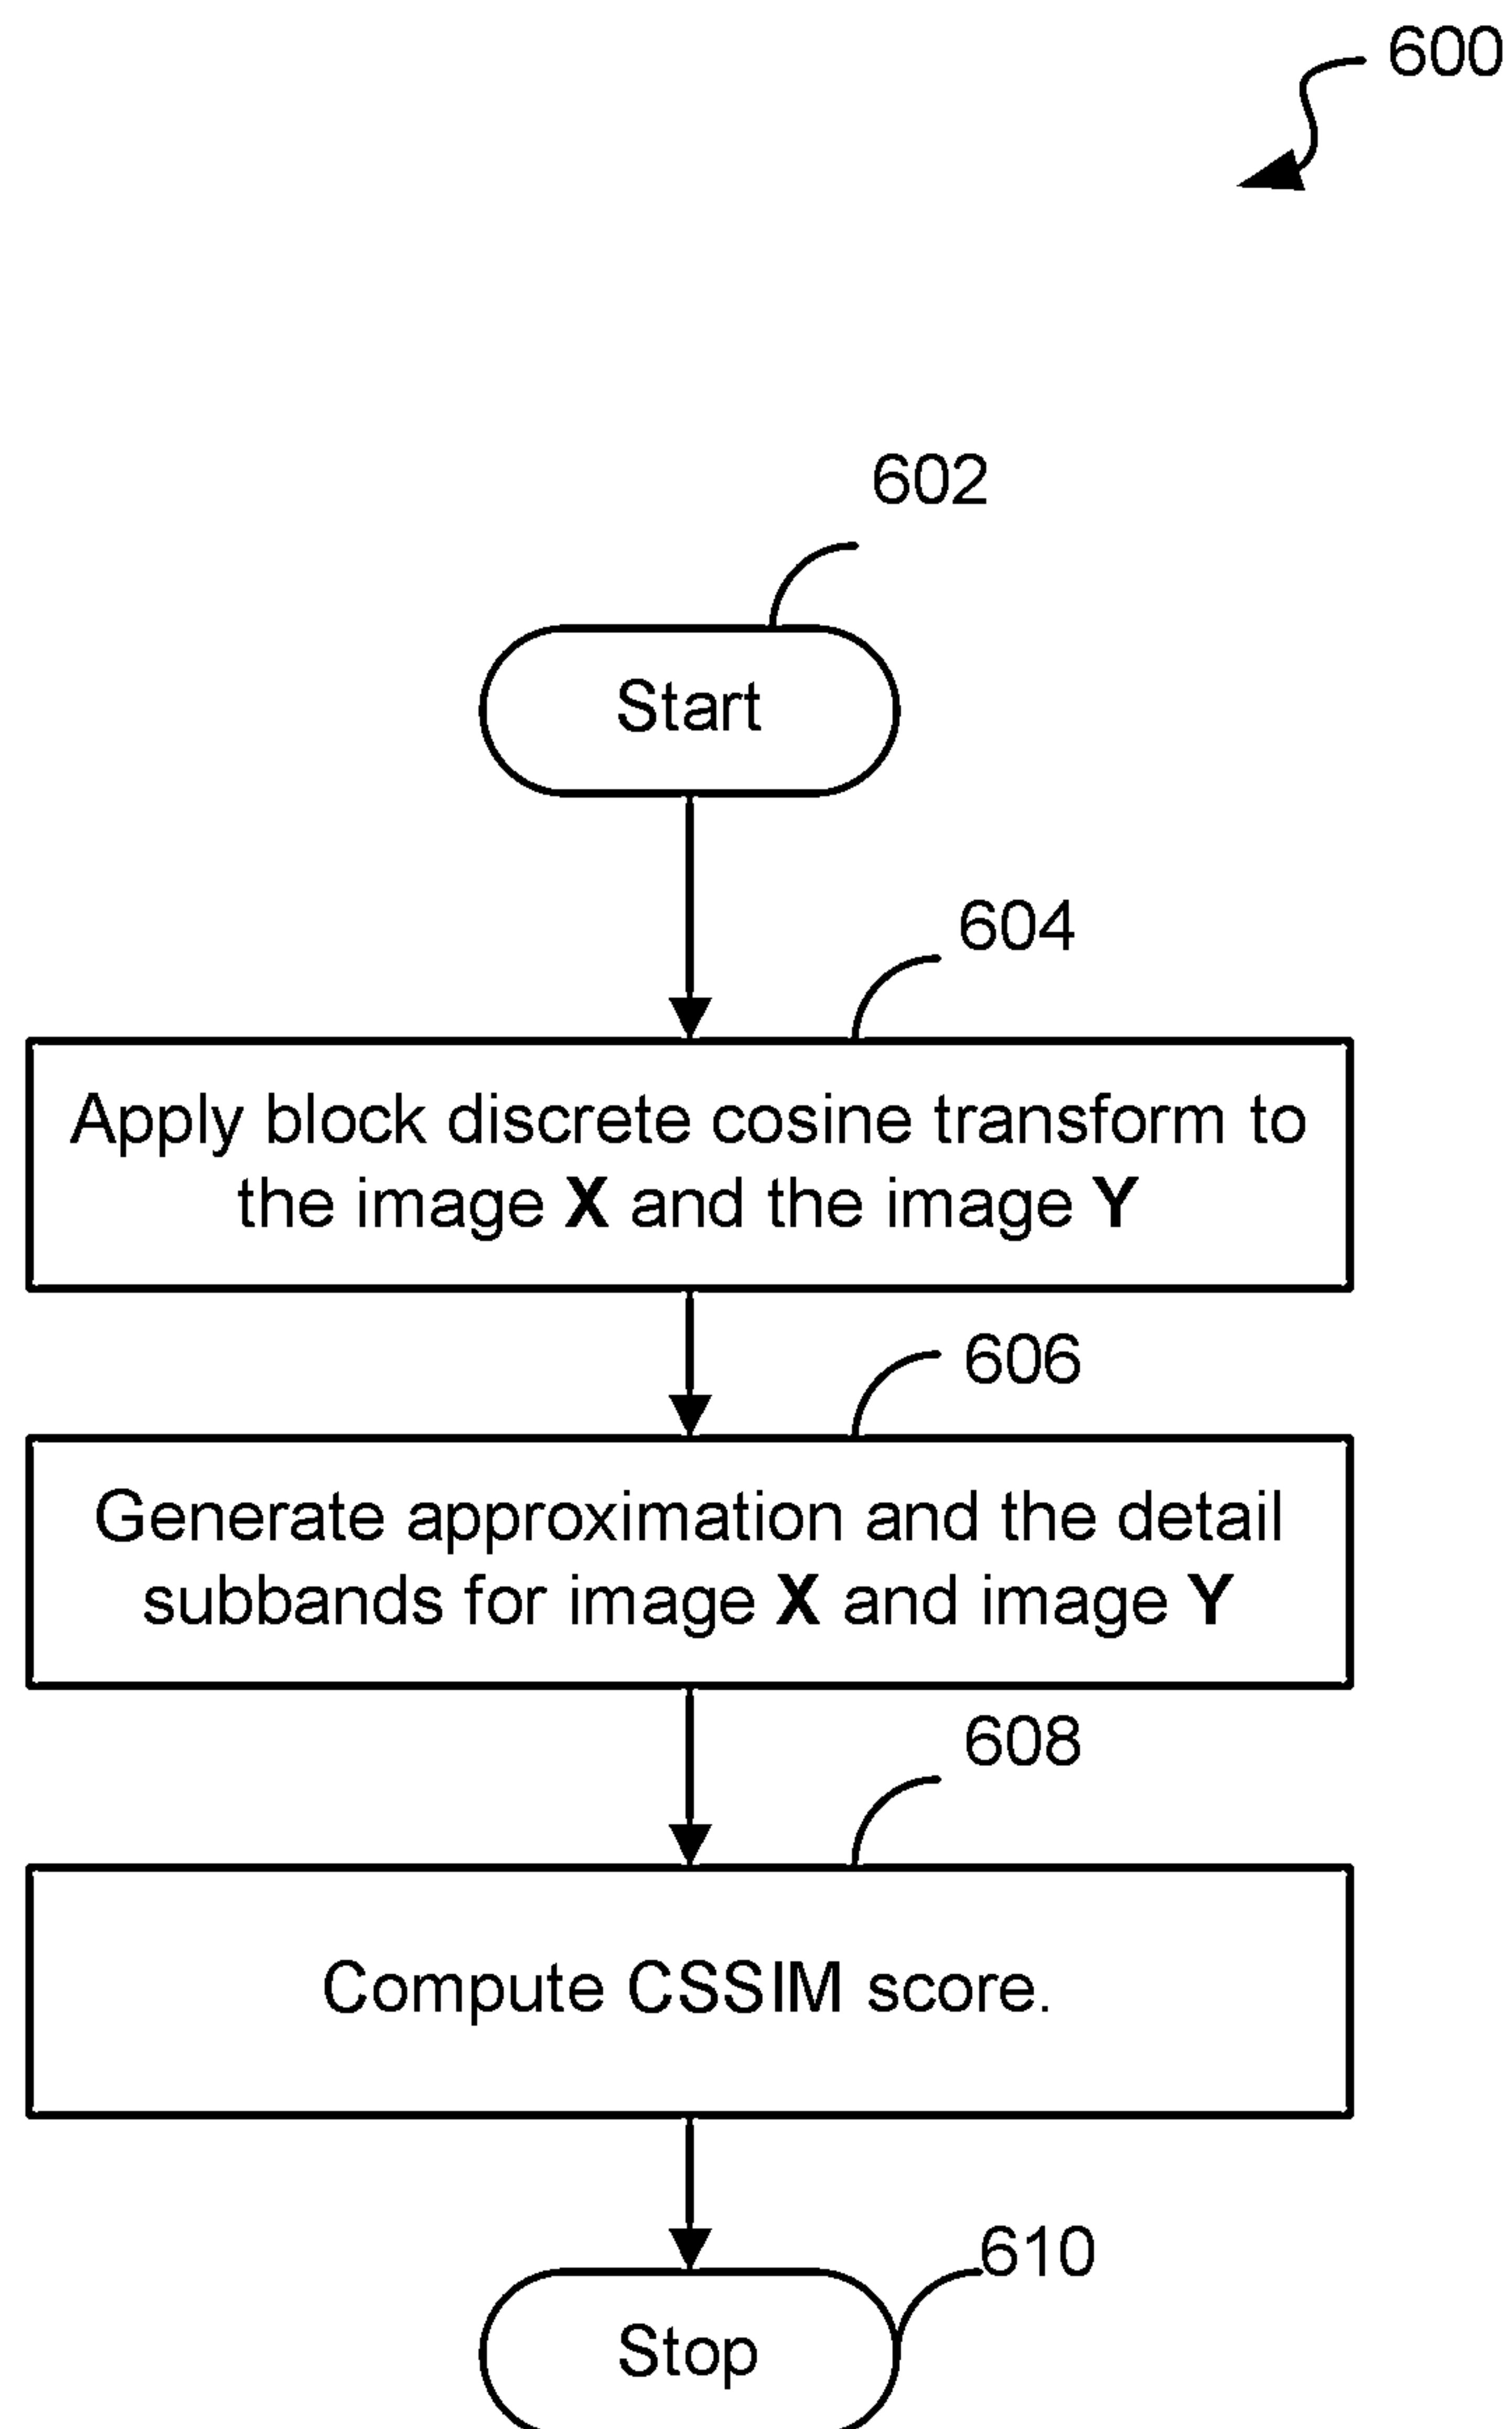 600
602
Start
604
Apply block discrete cosine transform to
the image X and the image Y
606
Generate approximation and the detail
subbands for image X and image Y
608
Compute CSSIM score.
610
Stop